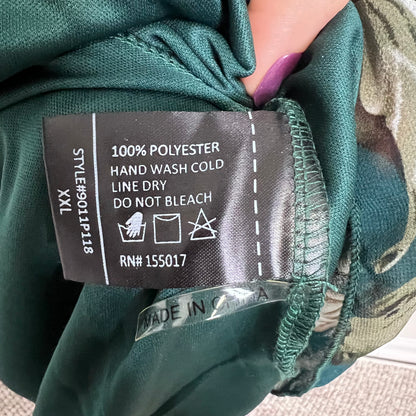 100% POLYESTER
HAND WASH COLD
LINE DRY
DO NOT BLEACH
RN# 155017
STYLE#9011P118
XXL
MADE IN CHINA